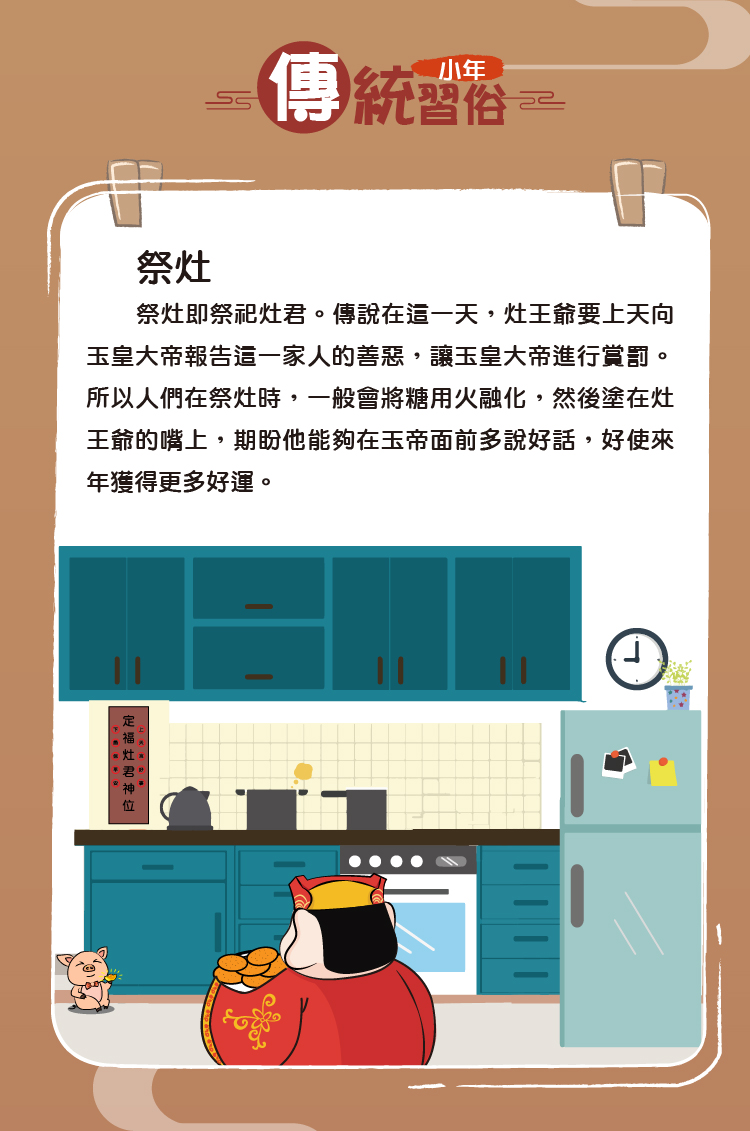 傳統習俗
小年
祭灶
祭灶即祭祀灶君。傳說在這一天，灶王爺要上天向
玉皇大帝報告這一家人的善惡，讓玉皇大帝進行賞罰。
所以人們在祭灶時，一般會將糖用火融化，然後塗在灶
王爺的嘴上，期盼他能夠在玉帝面前多說好話，好使來
年獲得更多好運。
定福灶君神位